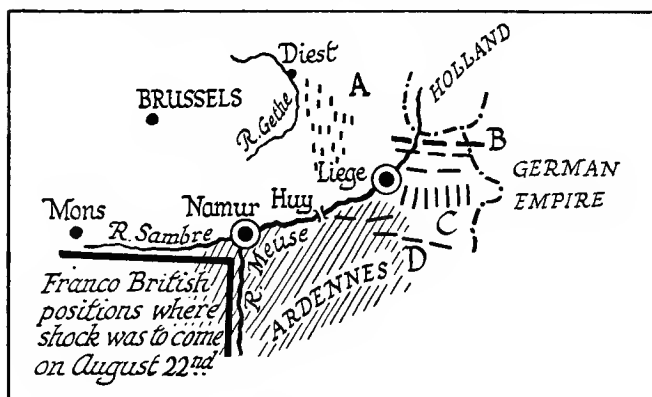 Diest
A
HOLLAND
BRUSSELS
R. Gethe
B
Liege
GERMAN
EMPIRE
Mons
Namur
Huy
C
R. Sambre
R. Meuse
D
ARDENNES
Franco British
positions where
shock was to come
on August 22nd